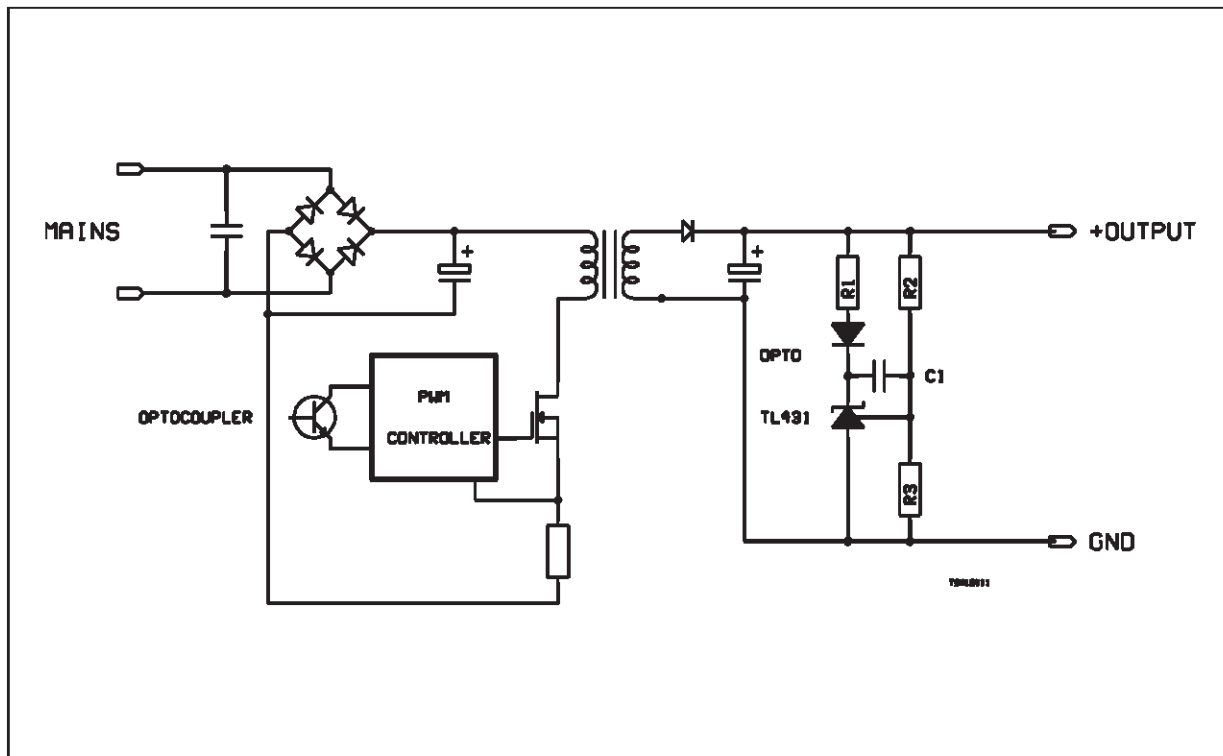 MAINS
+OUTPUT
R1
R2
OPTO
C1
PWM
CONTROLLER
OPTOCOUPLER
TL431
R3
GND